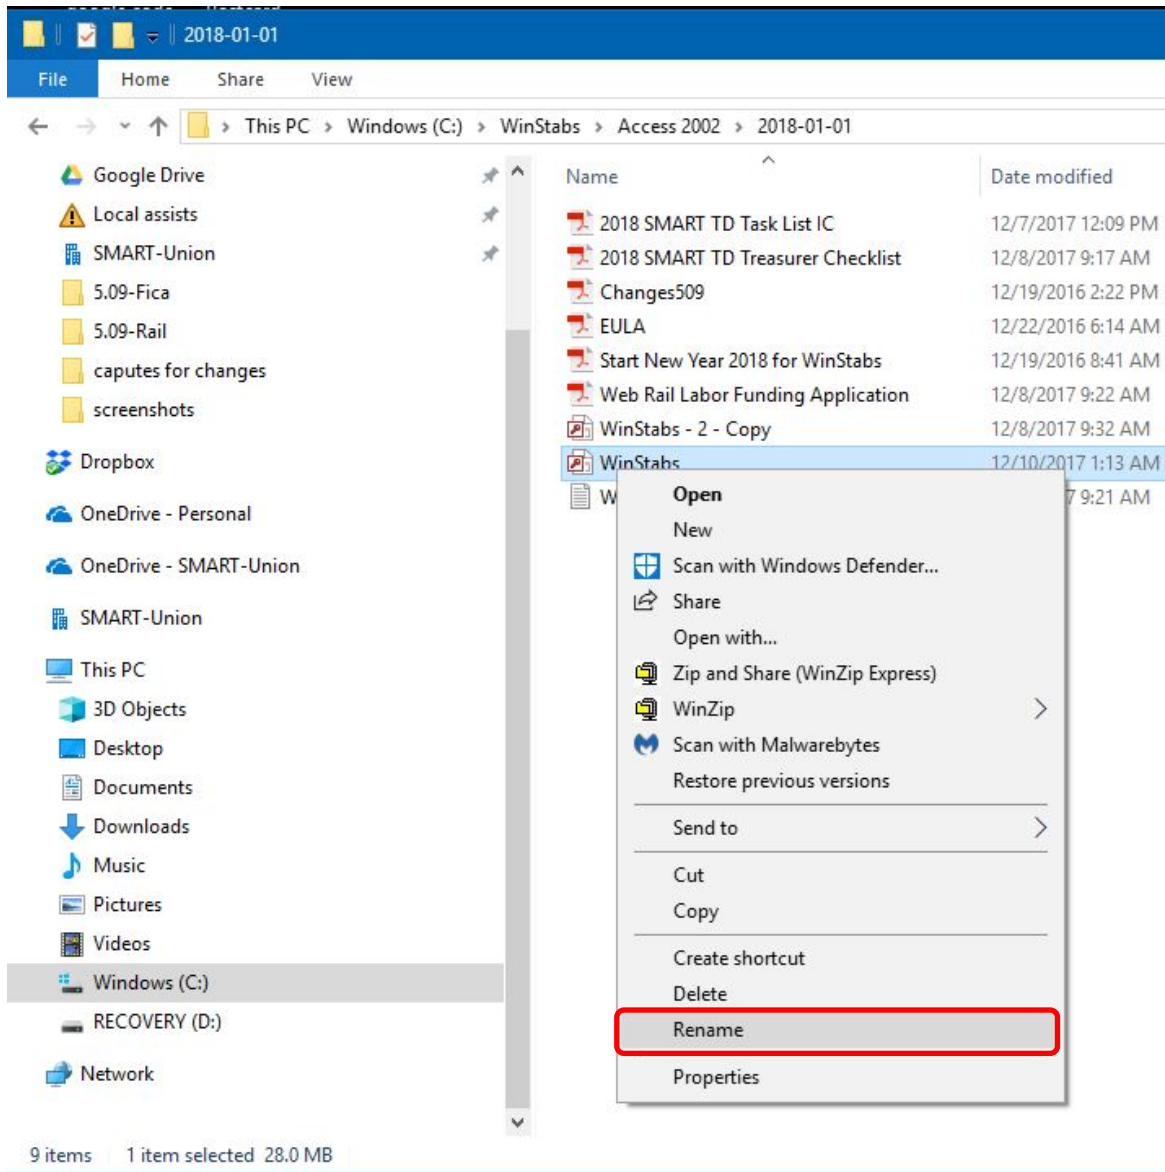 2018-01-01
File Home Share View
This PC > Windows (C:) > WinStabs > Access 2002 > 2018-01-01
Google Drive
Local assists
SMART-Union
5.09-Fica
5.09-Rail
caputes for changes
screenshots
Dropbox
OneDrive - Personal
OneDrive - SMART-Union
SMART-Union
This PC
3D Objects
Desktop
Documents
Downloads
Music
Pictures
Videos
Windows (C:)
RECOVERY (D:)
Network
Name Date modified
2018 SMART TD Task List IC 12/7/2017 12:09 PM
2018 SMART TD Treasurer Checklist 12/8/2017 9:17 AM
Changes509 12/19/2016 2:22 PM
EULA 12/22/2016 6:14 AM
Start New Year 2018 for WinStabs 12/19/2016 8:41 AM
Web Rail Labor Funding Application 12/8/2017 9:22 AM
WinStabs - 2 - Copy 12/8/2017 9:32 AM
WinStabs 12/10/2017 1:13 AM
W 7 9:21 AM
Open
New
Scan with Windows Defender...
Share
Open with...
Zip and Share (WinZip Express)
WinZip
Scan with Malwarebytes
Restore previous versions
Send to
Cut
Copy
Create shortcut
Delete
Rename
Properties
9 items 1 item selected 28.0 MB